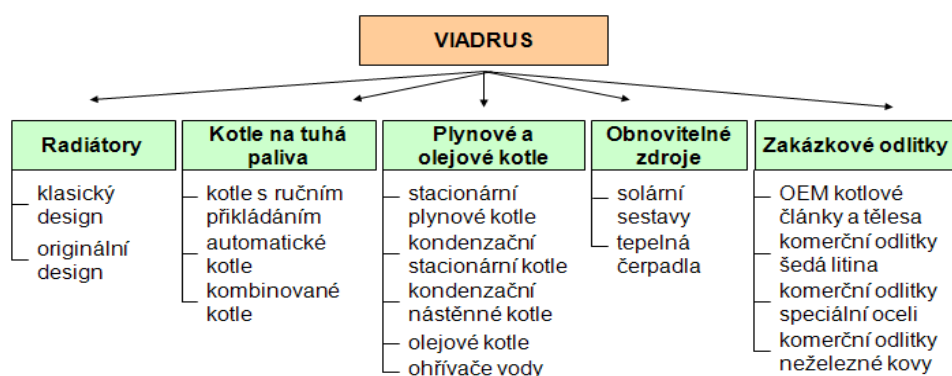 VIADRUS
Radiátory
klasický
design
originální
design
Kotle na tuhá
paliva
kotle s ručním
přikládáním
automatické
kotle
kombinované
kotle
Plynové a
olejové kotle
stacionární
plynové kotle
kondenzační
stacionární kotle
kondenzační
nástěnné kotle
olejové kotle
ohřívače vody
Obnovitelné
zdroje
solární
sestavy
tepelná
čerpadla
Zakázkové odlitky
OEM kotlové
články a tělesa
komerční odlitky
šedá litina
komerční odlitky
speciální oceli
komerční odlitky
neželezné kovy